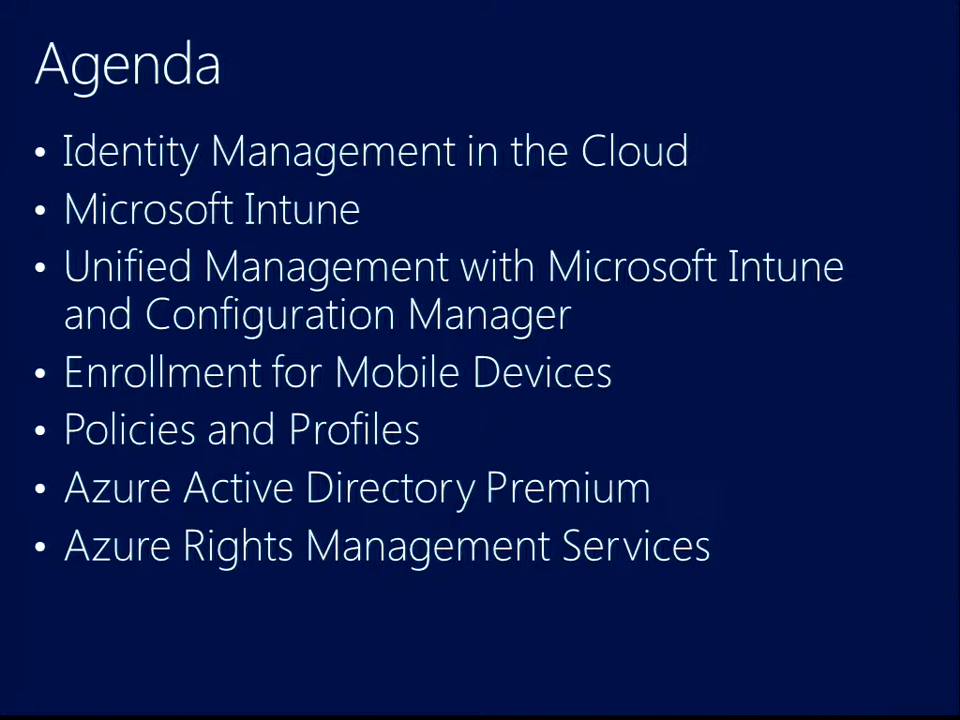 Agenda
• Identity Management in the Cloud
• Microsoft Intune
• Unified Management with Microsoft Intune
and Configuration Manager
• Enrollment for Mobile Devices
• Policies and Profiles
• Azure Active Directory Premium
• Azure Rights Management Services